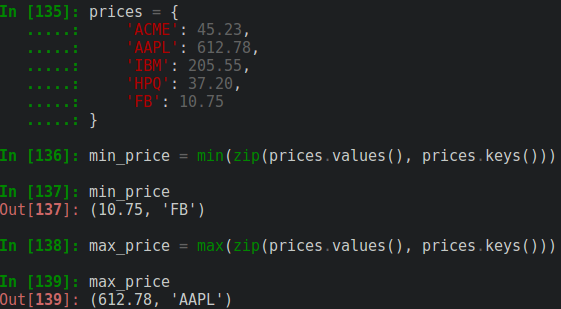 In [135]: prices = {
   .....:     'ACME': 45.23,
   .....:     'AAPL': 612.78,
   .....:     'IBM': 205.55,
   .....:     'HPQ': 37.20,
   .....:     'FB': 10.75
   .....: }
In [136]: min_price = min(zip(prices.values(), prices.keys()))
In [137]: min_price
Out[137]: (10.75, 'FB')
In [138]: max_price = max(zip(prices.values(), prices.keys()))
In [139]: max_price
Out[139]: (612.78, 'AAPL')